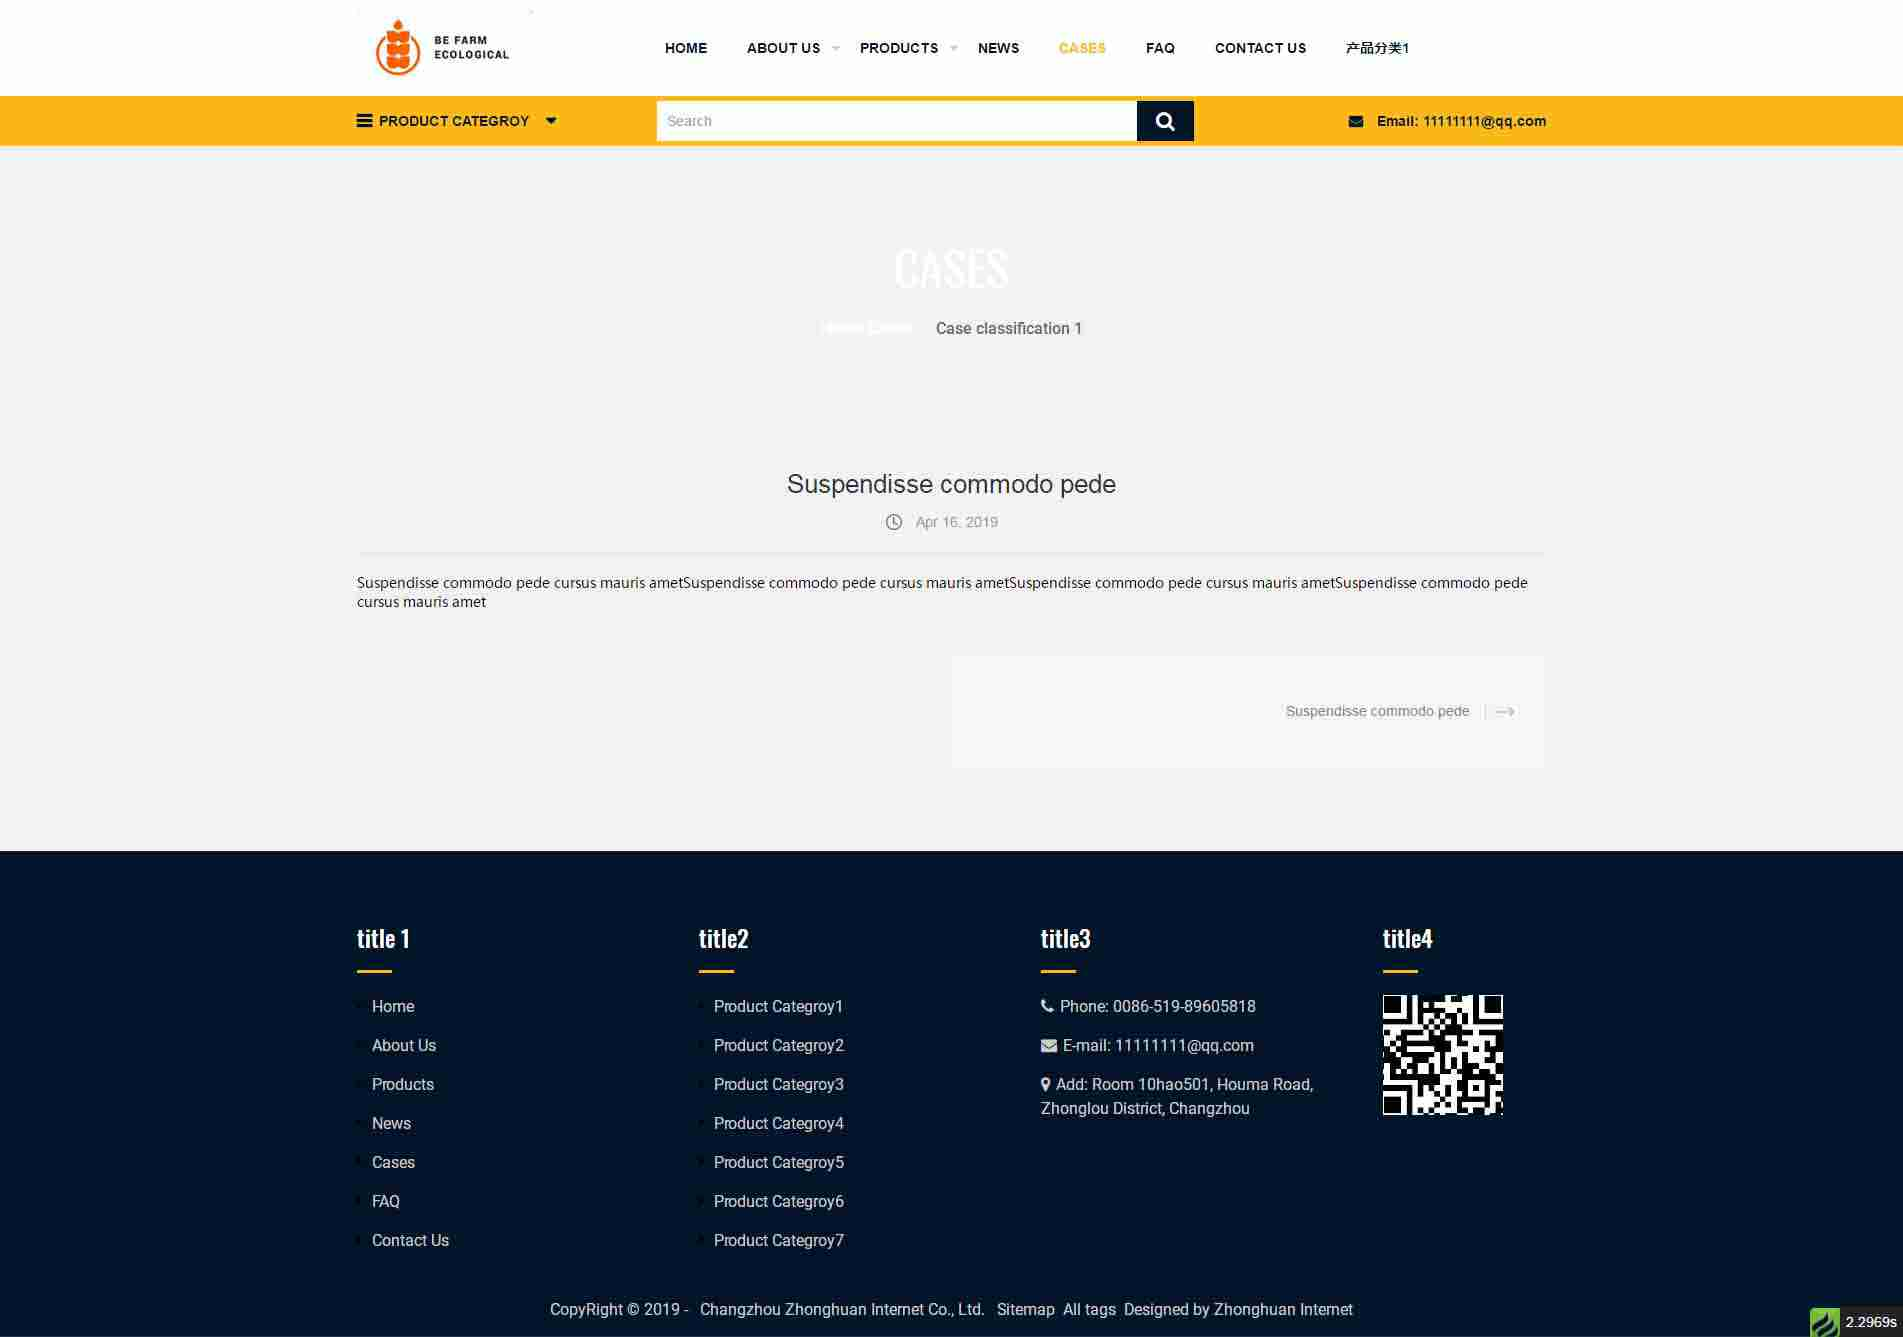 BE FARM
ECOLOGICAL
HOME ABOUT US PRODUCTS NEWS CASES FAQ CONTACT US 产品分类1
PRODUCT CATEGROY Search Email: 11111111@qq.com
CASES
Case classification 1
Suspendisse commodo pede
Apr 16, 2019
Suspendisse commodo pede cursus mauris ametSuspendisse commodo pede cursus mauris ametSuspendisse commodo pede cursus mauris ametSuspendisse commodo pede
cursus mauris amet
Suspendisse commodo pede
title 1
Home
About Us
Products
News
Cases
FAQ
Contact Us
title2
Product Categroy1
Product Categroy2
Product Categroy3
Product Categroy4
Product Categroy5
Product Categroy6
Product Categroy7
title3
Phone: 0086-519-89605818
E-mail: 11111111@qq.com
Add: Room 10hao501, Houma Road,
Zhonglou District, Changzhou
title4
CopyRight © 2019 - Changzhou Zhonghuan Internet Co., Ltd. Sitemap All tags Designed by Zhonghuan Internet
2.2969s